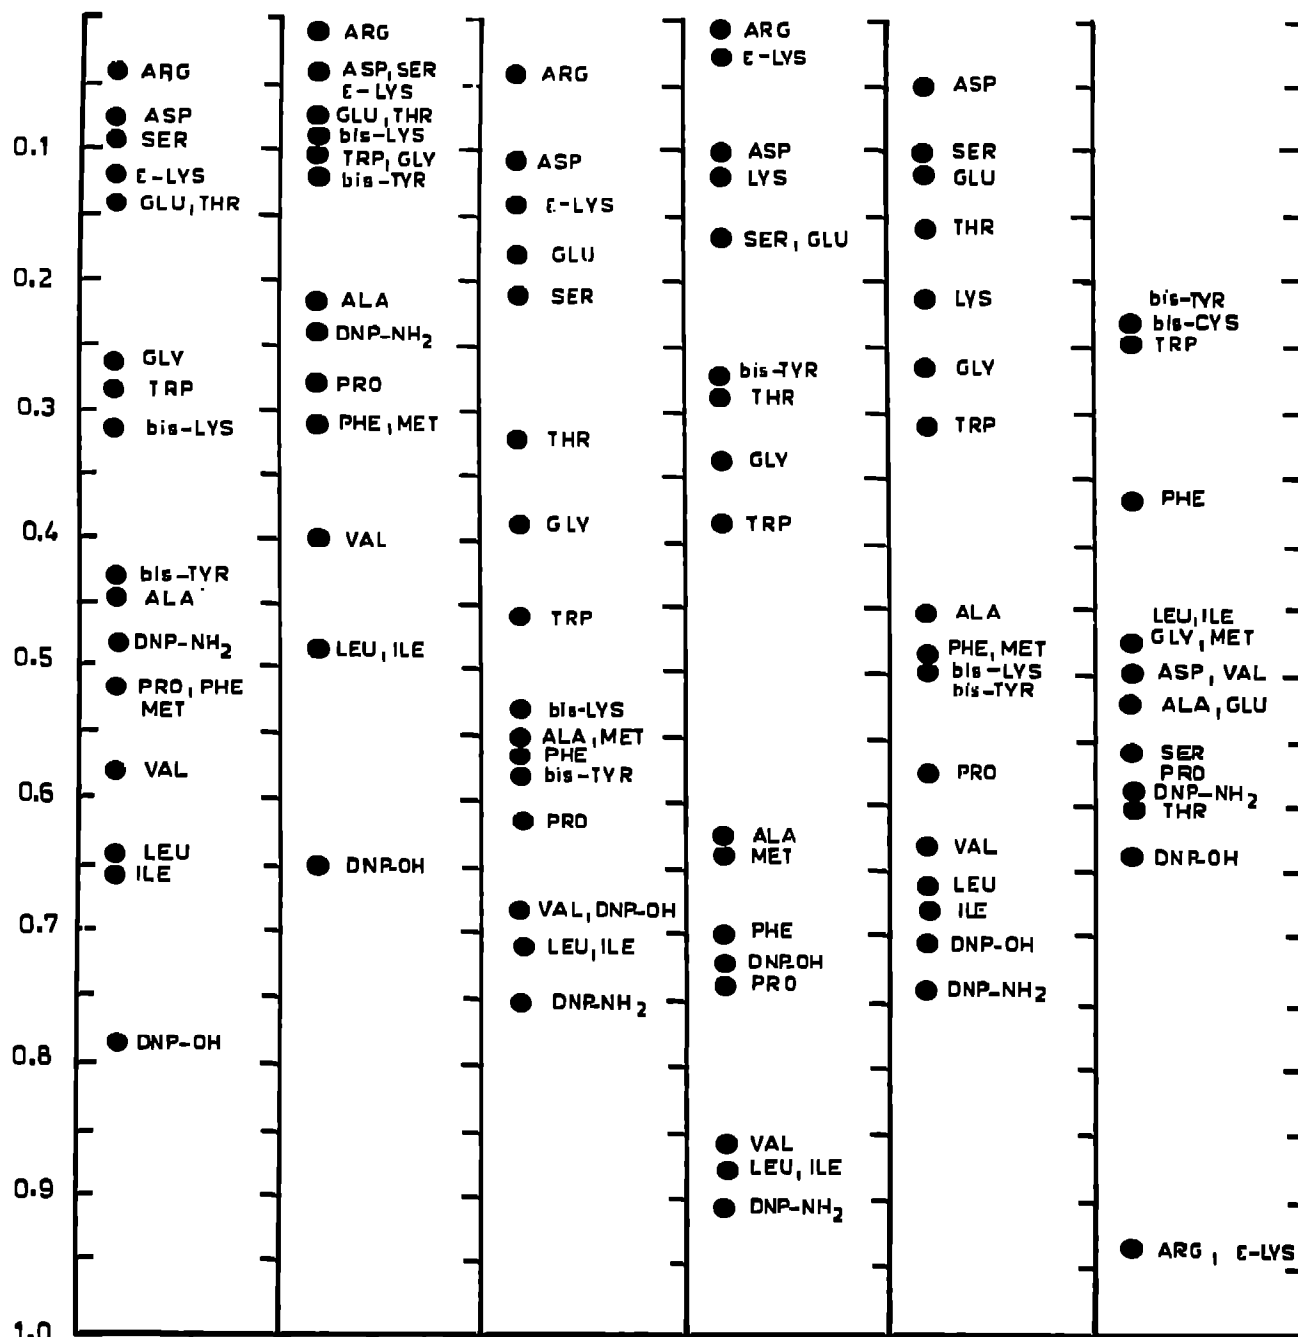 0.1
0.2
0.3
0.4
0.5
0.6
0.7
0.8
0.9
1.0
ARG
ASP
SER
ε-LYS
GLU, THR
GLY
TRP
bis-LYS
bis-TYR
ALA
DNP-NH2
PRO, PHE
MET
VAL
LEU
ILE
DNP-OH
ARG
ASP, SER
ε-LYS
GLU, THR
bis-LYS
TRP, GLY
bis-TYR
ALA
DNP-NH2
PRO
PHE, MET
VAL
LEU, ILE
DNP-OH
ARG
ASP
ε-LYS
GLU
SER
THR
GLY
TRP
bis-LYS
ALA, MET
PHE
bis-TYR
PRO
VAL, DNP-OH
LEU, ILE
DNP-NH2
ARG
ε-LYS
ASP
LYS
SER, GLU
bis-TYR
THR
GLY
TRP
ALA
MET
PHE
DNP-OH
PRO
VAL
LEU, ILE
DNP-NH2
ASP
SER
GLU
THR
LYS
GLY
TRP
ALA
PHE, MET
bis-LYS
bis-TYR
PRO
VAL
LEU
ILE
DNP-OH
DNP-NH2
bis-TYR
bis-CYS
TRP
PHE
LEU, ILE
GLY, MET
ASP, VAL
ALA, GLU
SER
PRO
DNP-NH2
THR
DNP-OH
ARG, ε-LYS